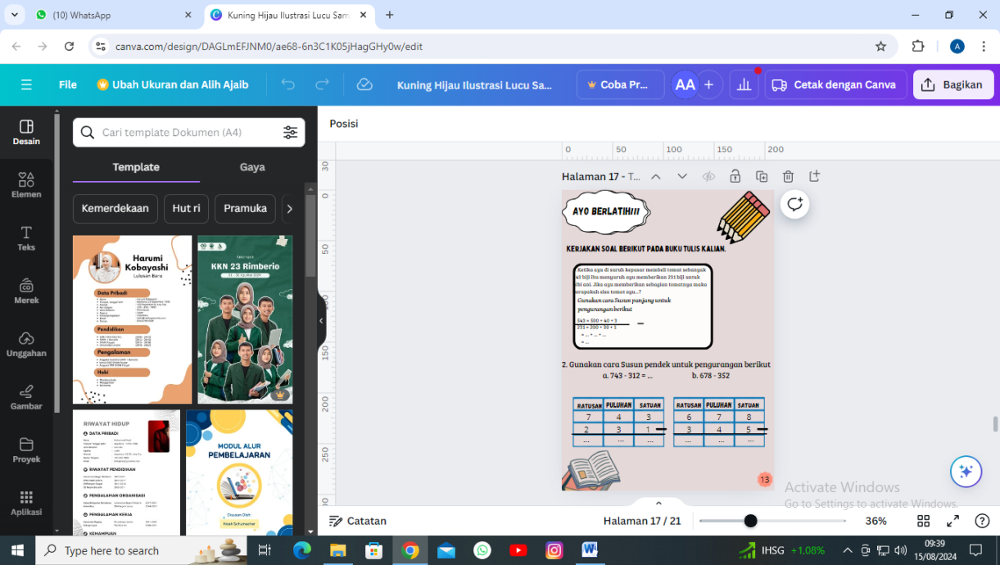 (10) WhatsApp
Kuning Hijau Ilustrasi Lucu Sam
canva.com/design/DAGLmEFJNM0/ae68-6n3C1K05jHagGHy0w/edit
A
File
Ubah Ukuran dan Alih Ajaib
Kuning Hijau Ilustrasi Lucu Sa...
Coba Pr...
AA
Cetak dengan Canva
Bagikan
Desain
Elemen
Teks
Merek
Unggahan
Gambar
Proyek
Aplikasi
Cari template Dokumen (A4)
Template
Gaya
Kemerdekaan
Hut ri
Pramuka
Harumi
Kobayashi
Lulusan Baru
Data Pribadi
Pendidikan
Pengalaman
Hobi
KKN 23 Rimberio
RIWAYAT HIDUP
DATA PRIBADI
RIWAYAT PENDIDIKAN
PENGALAMAN ORGANISASI
PENGALAMAN KERJA
KEMAHPUAN
MODUL ALUR
PEMBELAJARAN
Disusun Oleh:
Noah Schumacher
Posisi
0 50 100 150 200
30
0
50
150
200
250
Halaman 17 - T...
AYO BERLATIH!!!
KERJAKAN SOAL BERIKUT PADA BUKU TULIS KALIAN.
Ketika ayu di suruh kepasar membeli tomat sebanyak
43 biji ibu menyuruh ayu memberikan 231 biji untuk
ibi ani. Jika ayu memberikan sebagian tomatnya maka
erapakah sisa tomat ayu...?
Gunakan cara Susun panjang untuk
pengurangan berikut
543 = 500 + 40 + 3
231 = 200 + 30 + 1
= ... + ... + ...
= ...
2. Gunakan cara Susun pendek untuk pengurangan berikut
a. 743 - 312 = ... b. 678 - 352
RATUSAN PULUHAN SATUAN
7 4 3
2 3 1
... ... ...
RATUSAN PULUHAN SATUAN
6 7 8
3 4 5
... ... ...
13
Activate Windows
Go to Settings to activate Windows.
Catatan
Halaman 17 / 21
36%
Type here to search
IHSG +1,08%
09:39
15/08/2024